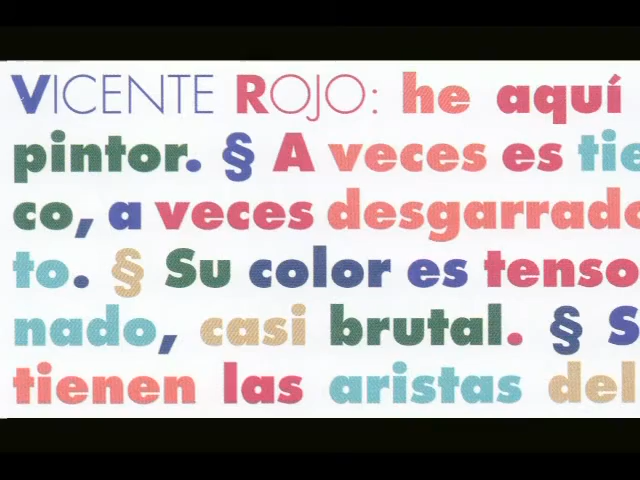 VICENTE ROJO: he aquí
pintor. § A veces es tie
co, a veces desgarrado
to. § Su color es tenso
nado, casi brutal. § S
tienen las aristas del